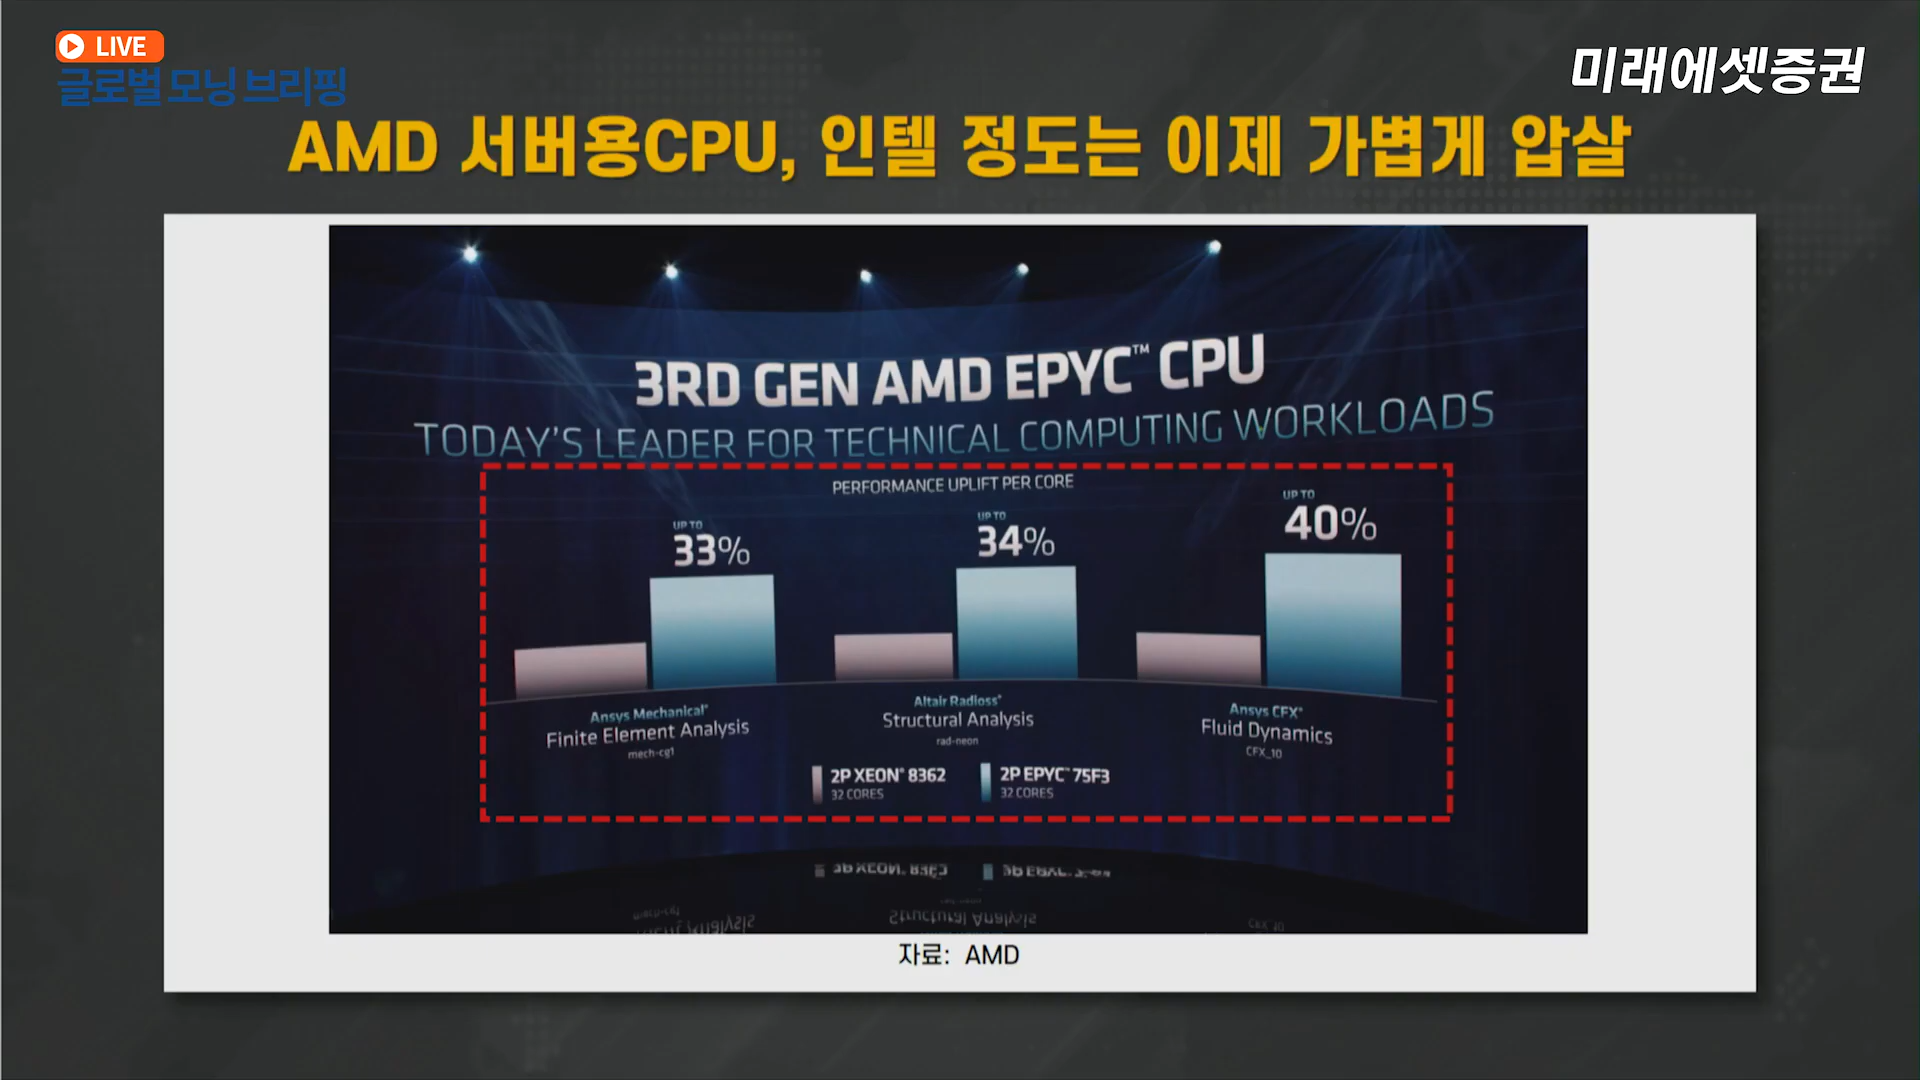 LIVE
글로벌 모닝 브리핑
미래에셋증권
AMD 서버용CPU, 인텔 정도는 이제 가볍게 압살
3RD GEN AMD EPYC™ CPU
TODAY'S LEADER FOR TECHNICAL COMPUTING WORKLOADS
PERFORMANCE UPLIFT PER CORE
UP TO
33%
UP TO
34%
UP TO
40%
Ansys Mechanical®
Finite Element Analysis
mech-cg1
Altair Radioss®
Structural Analysis
rad-neon
Ansys CFX®
Fluid Dynamics
CFX_10
2P XEON® 8362
32 CORES
2P EPYC™ 75F3
32 CORES
자료: AMD